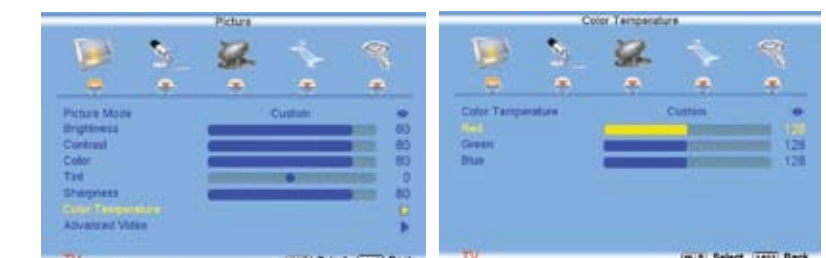 Picture
Picture Mode Custom
Brightness 80
Contrast 80
Color 80
Tint 0
Sharpness 80
Color Temperature
Advanced Video
TV
Color Temperature
Color Temperature Custom
Red 128
Green 128
Blue 128
TV
Select Back